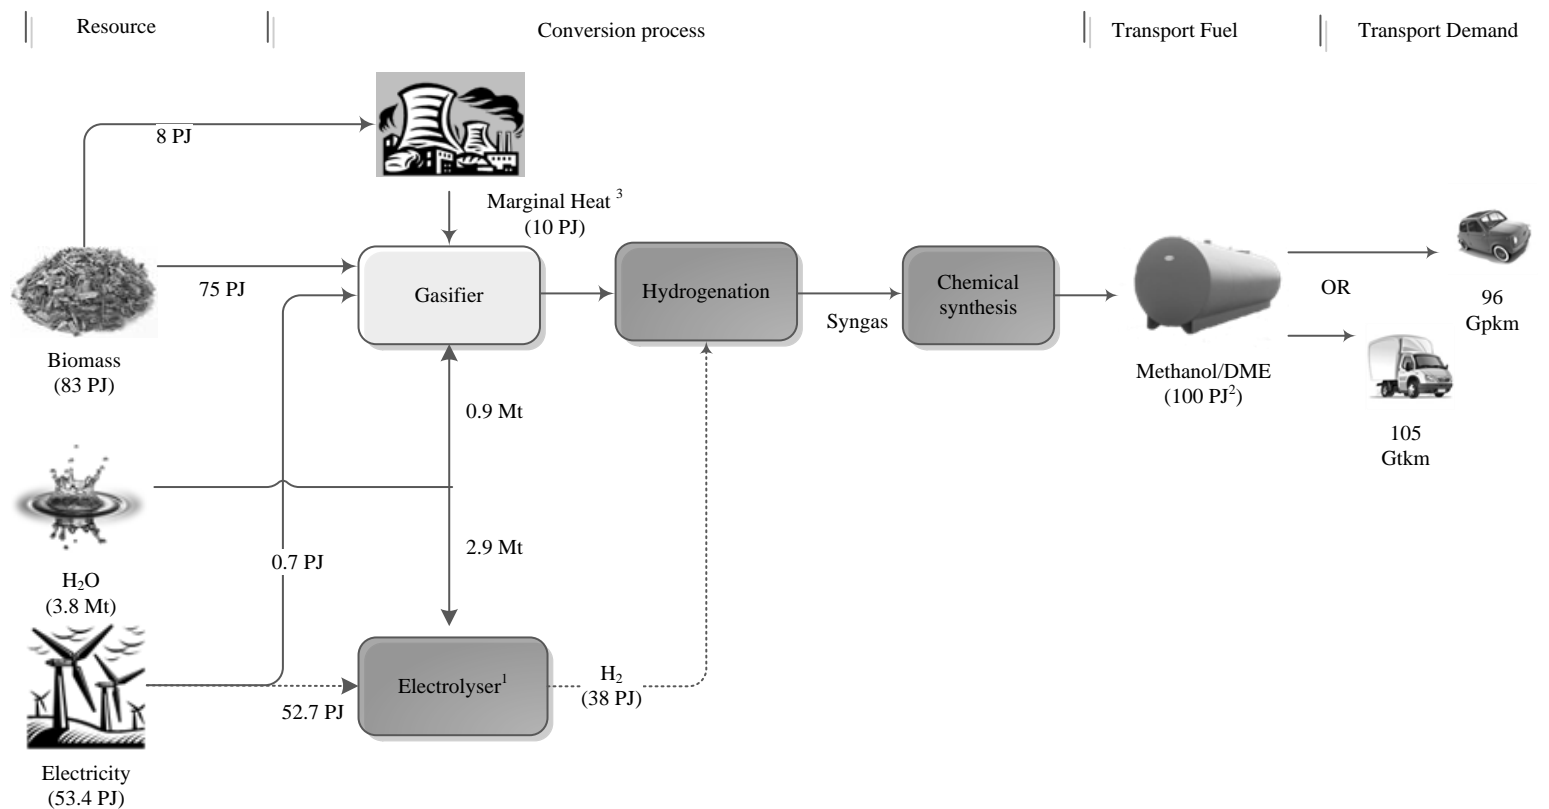 Resource
Conversion process
Transport Fuel
Transport Demand
8 PJ
Marginal Heat ³
(10 PJ)
75 PJ
Gasifier
Hydrogenation
Syngas
Chemical
synthesis
OR
96
Gpkm
Biomass
(83 PJ)
0.9 Mt
Methanol/DME
(100 PJ²)
105
Gtkm
2.9 Mt
0.7 PJ
H₂O
(3.8 Mt)
Electrolyser¹
H₂
(38 PJ)
52.7 PJ
Electricity
(53.4 PJ)